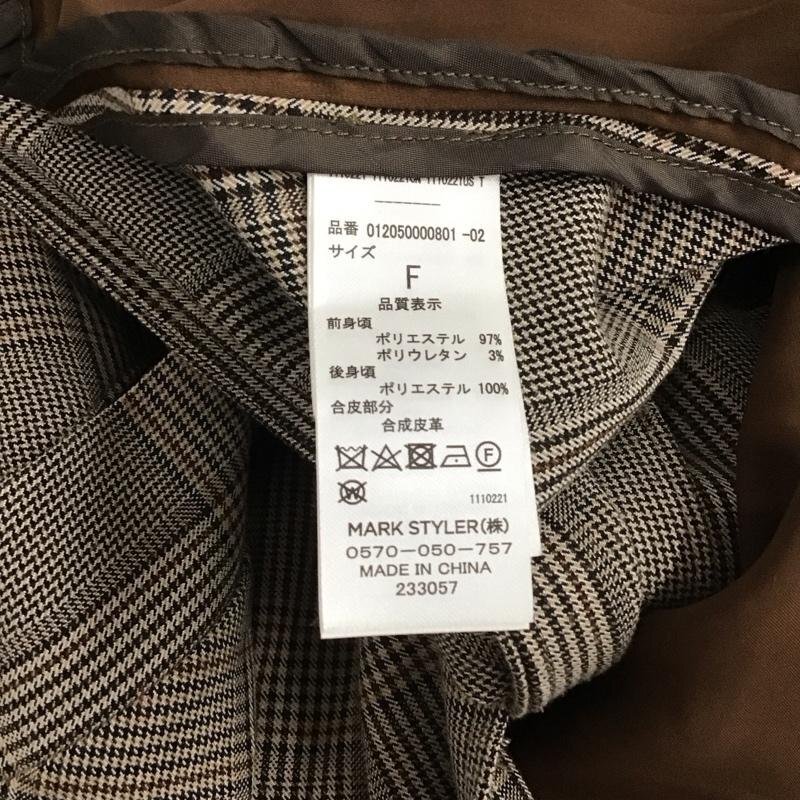 品番 012050000801 -02
サイズ
F
品質表示
前身頃
ポリエステル 97%
ポリウレタン 3%
後身頃
ポリエステル 100%
合皮部分
合成皮革
F
W
1110221
MARK STYLER(株)
0570-050-757
MADE IN CHINA
233057